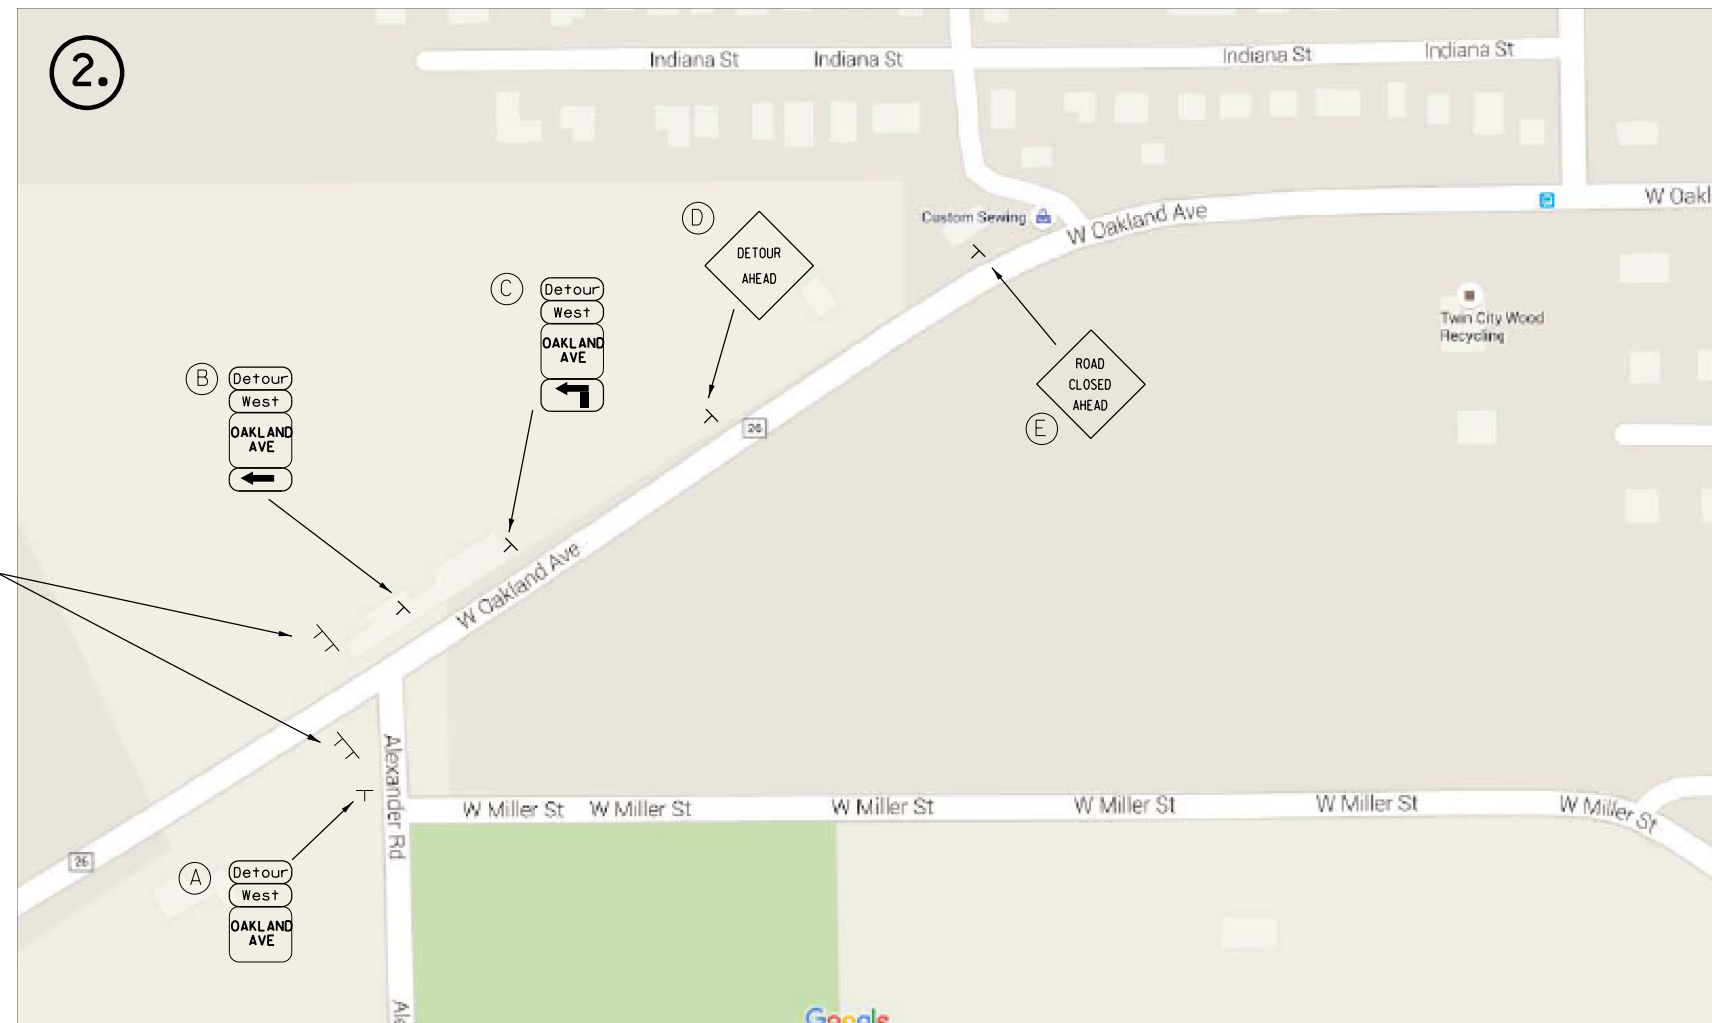 2.
Indiana St Indiana St Indiana St Indiana St
Custom Sewing
W Oakland Ave
W Oakl
D
DETOUR
AHEAD
C
Detour
West
OAKLAND
AVE
Twin City Wood
Recycling
B
Detour
West
OAKLAND
AVE
ROAD
CLOSED
AHEAD
E
26
W Oakland Ave
Alexander Rd
W Miller St W Miller St W Miller St W Miller St W Miller St W Miller St
26
A
Detour
West
OAKLAND
AVE
Ale
Google